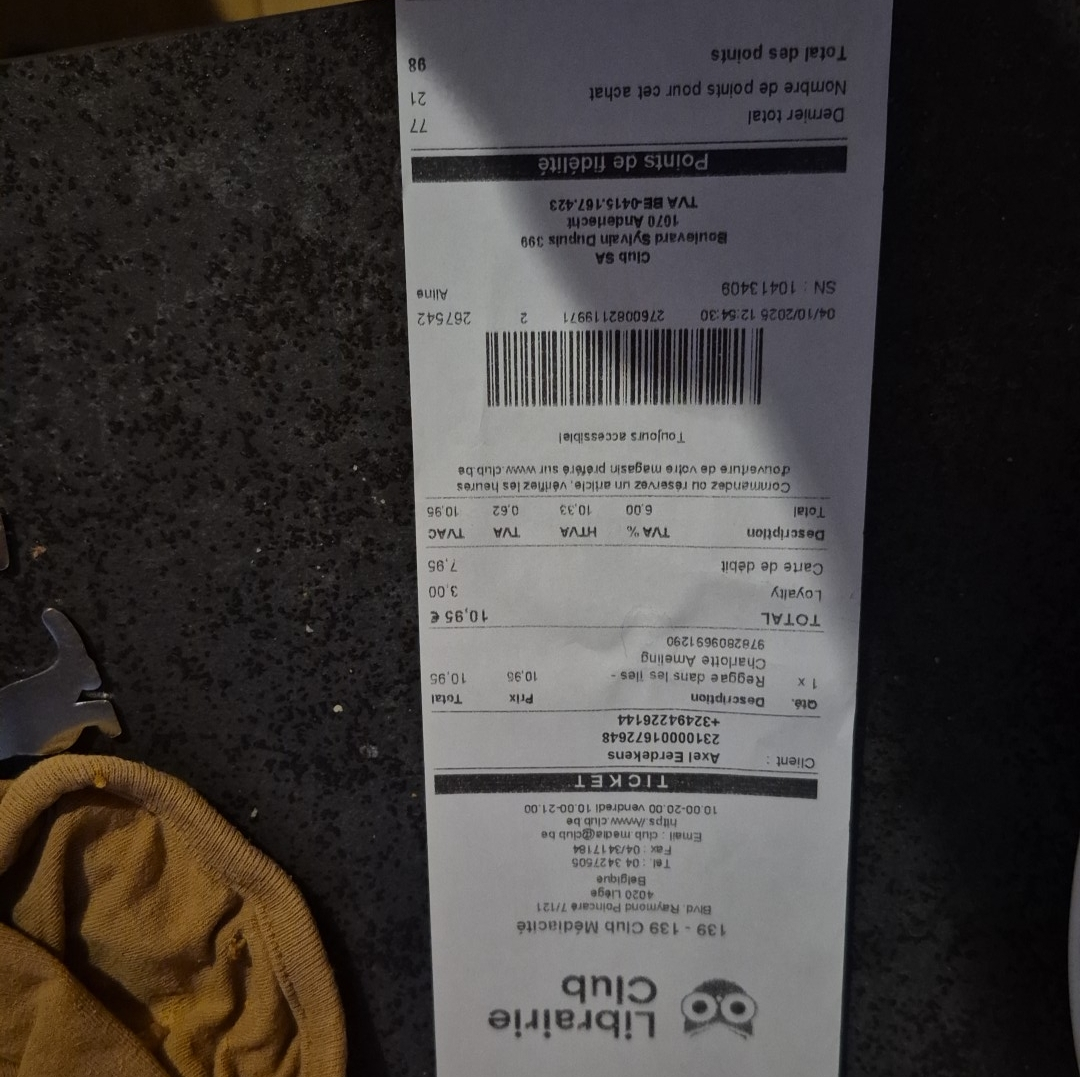 Librairie
Club
139 - 139 Club Médiacité
Blvd. Raymond Poincaré 7/121
4020 Liège
Belgique
Tel. : 04 3427505
Fax : 04/3417184
Email : club.media@club.be
https://www.club.be
10.00-20.00 vendredi 10.00-21.00
TICKET
Client : Axel Eerdekens
23100001672648
+32494226144
Qté. Description Prix Total
1 x Reggae dans les iles - 10,95 10,95
Charlotte Ameling
9782809691290
TOTAL 10,95 €
Loyalty 3,00
Carte de débit 7,95
Description TVA % HTVA TVA TVAC
Total 6,00 10,33 0,62 10,95
Commandez ou réservez un article, vérifiez les heures
d'ouverture de votre magasin préféré sur www.club.be
Toujours accessible!
04/10/2025 12:54:30 2760082119971 2 267542
SN : 10413409 Aline
Club SA
Boulevard Sylvain Dupuis 399
1070 Anderlecht
TVA BE-0415.167.423
Points de fidélité
Dernier total 77
Nombre de points pour cet achat 21
Total des points 98